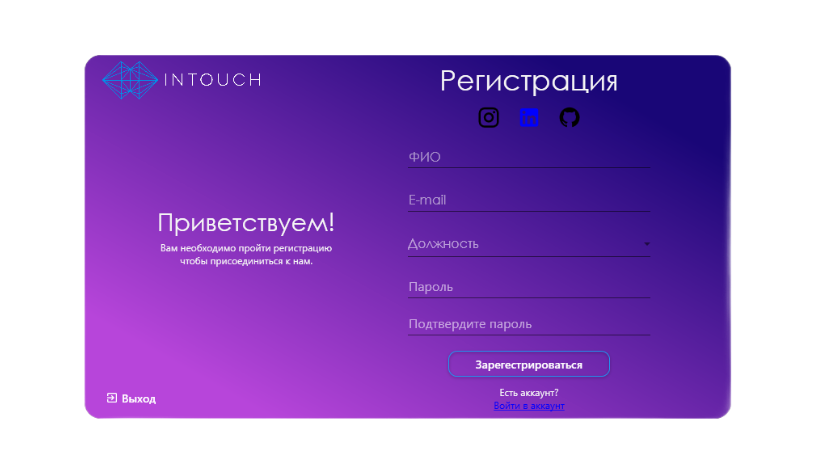 INTOUCH
Приветствуем!
Вам необходимо пройти регистрацию
чтобы присоединиться к нам.
Выход
Регистрация
ФИО
E-mail
Должность
Пароль
Подтвердите пароль
Зарегестрироваться
Есть аккаунт?
Войти в аккаунт